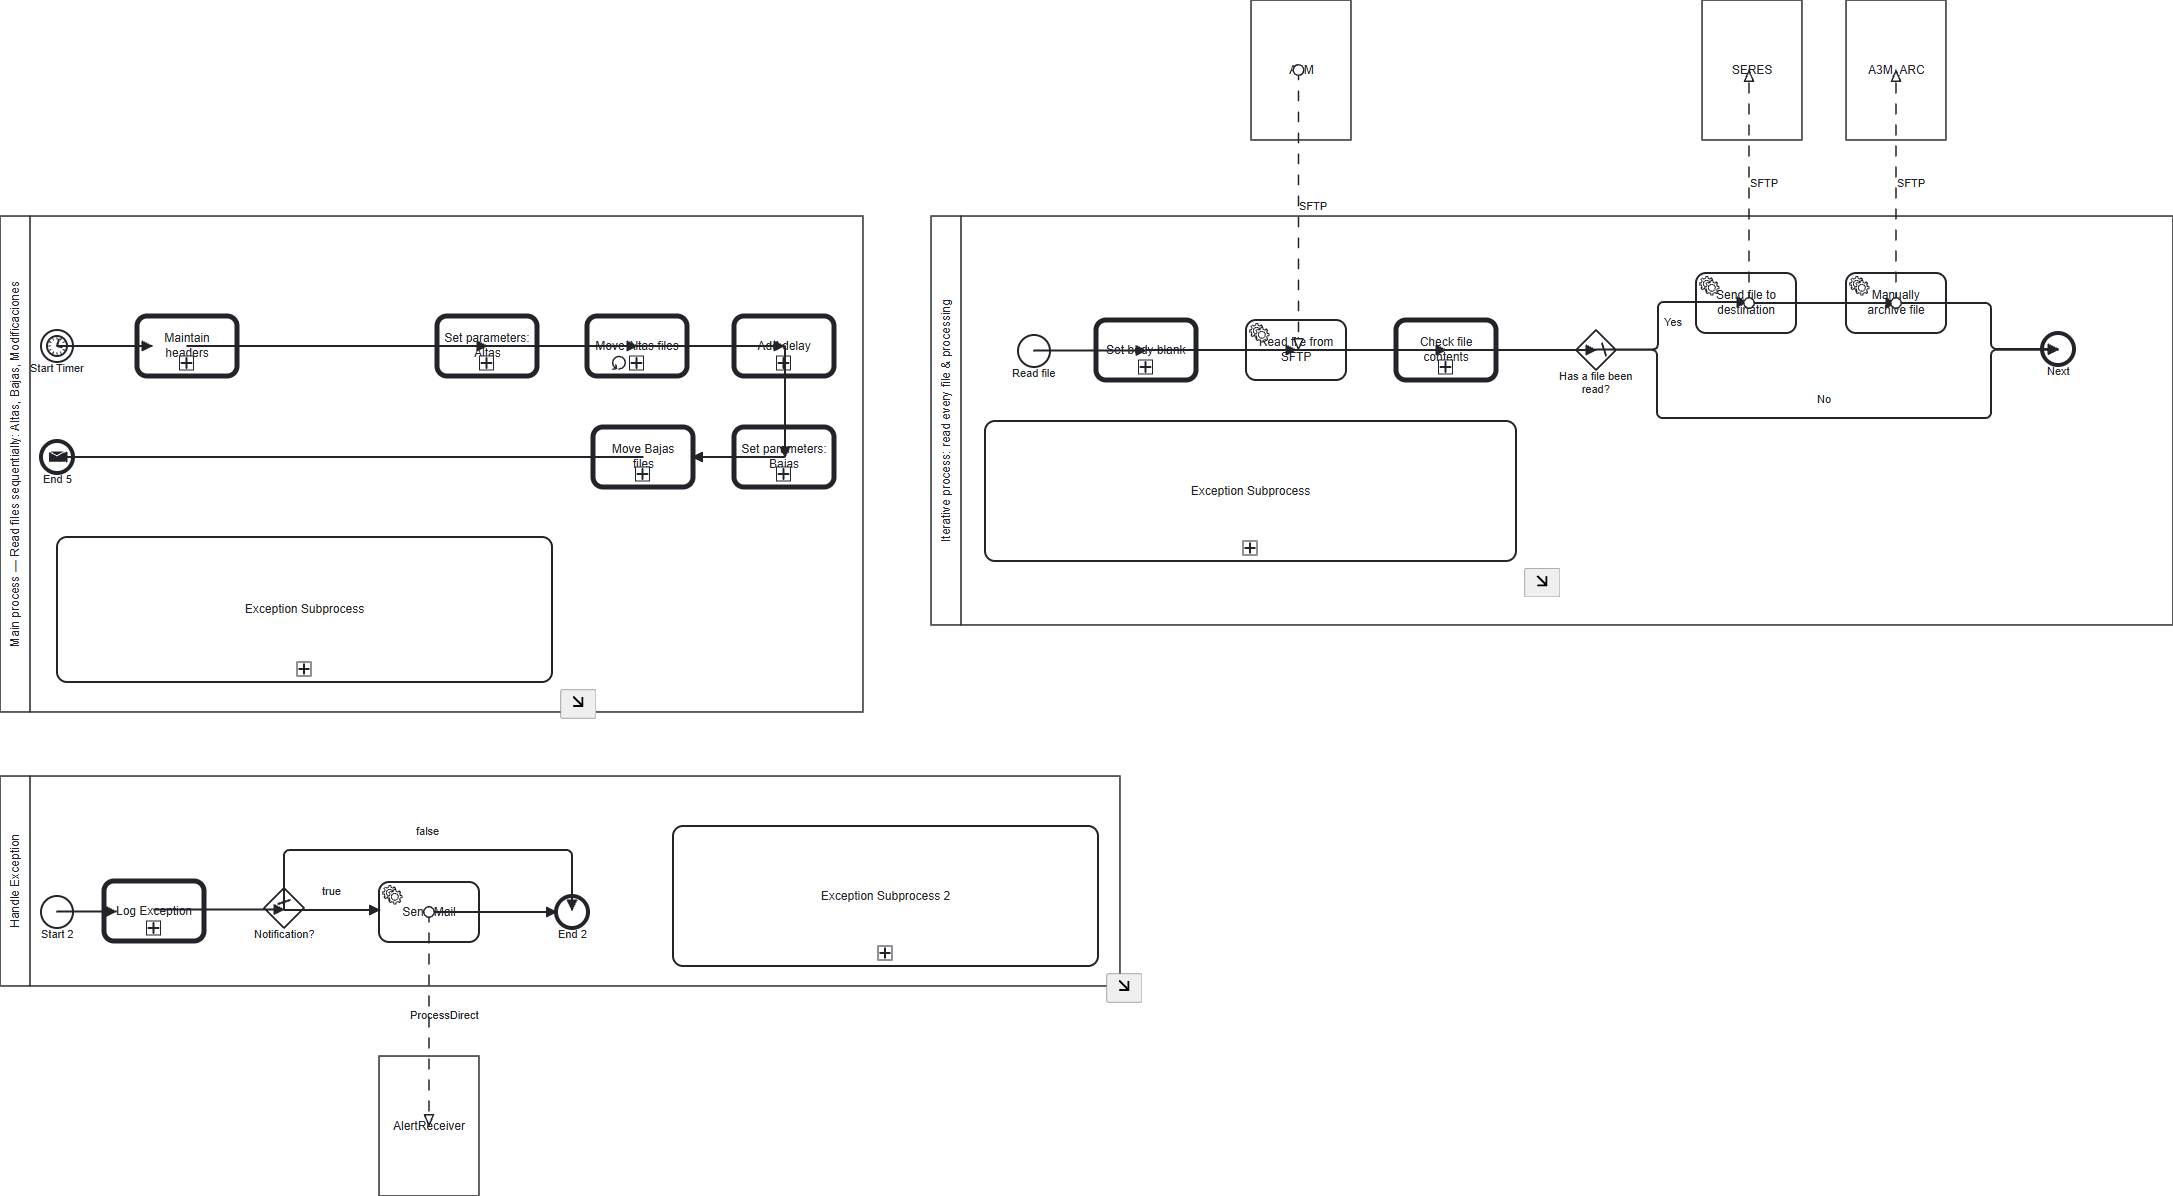 SERES
A3M_ARC
SFTP
SFTP
SFTP
Main process — Read files sequentially: Altas, Bajas, Modificaciones
Start Timer
Maintain
headers
Set parameters:
Altas
Move Altas files
Add delay
End 5
Move Bajas
files
Set parameters:
Bajas
Exception Subprocess
Iterative process: read every file & processing
Read file
Set body blank
Read file from
SFTP
Check file
contents
Has a file been
read?
Yes
No
Send file to
destination
Manually
archive file
Next
Exception Subprocess
Handle Exception
Start 2
Log Exception
Notification?
false
true
Send Mail
End 2
Exception Subprocess 2
ProcessDirect
AlertReceiver